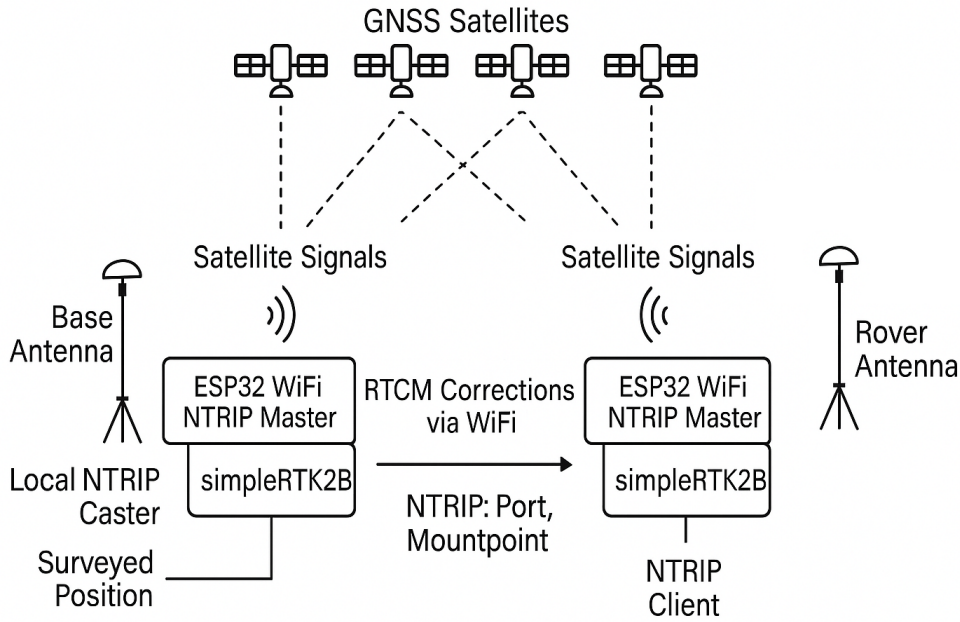 GNSS Satellites
Satellite Signals
Satellite Signals
Base
Antenna
Rover
Antenna
ESP32 WiFi
NTRIP Master
RTCM Corrections
via WiFi
ESP32 WiFi
NTRIP Master
simpleRTK2B
simpleRTK2B
Local NTRIP
Caster
NTRIP: Port,
Mountpoint
Surveyed
Position
NTRIP
Client